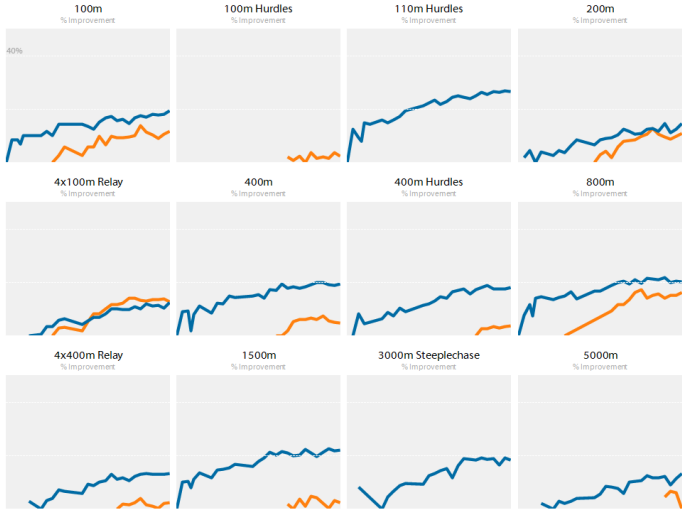 100m
% Improvement
100m Hurdles
% Improvement
110m Hurdles
% Improvement
200m
% Improvement
40%
4x100m Relay
% Improvement
400m
% Improvement
400m Hurdles
% Improvement
800m
% Improvement
4x400m Relay
% Improvement
1500m
% Improvement
3000m Steeplechase
% Improvement
5000m
% Improvement